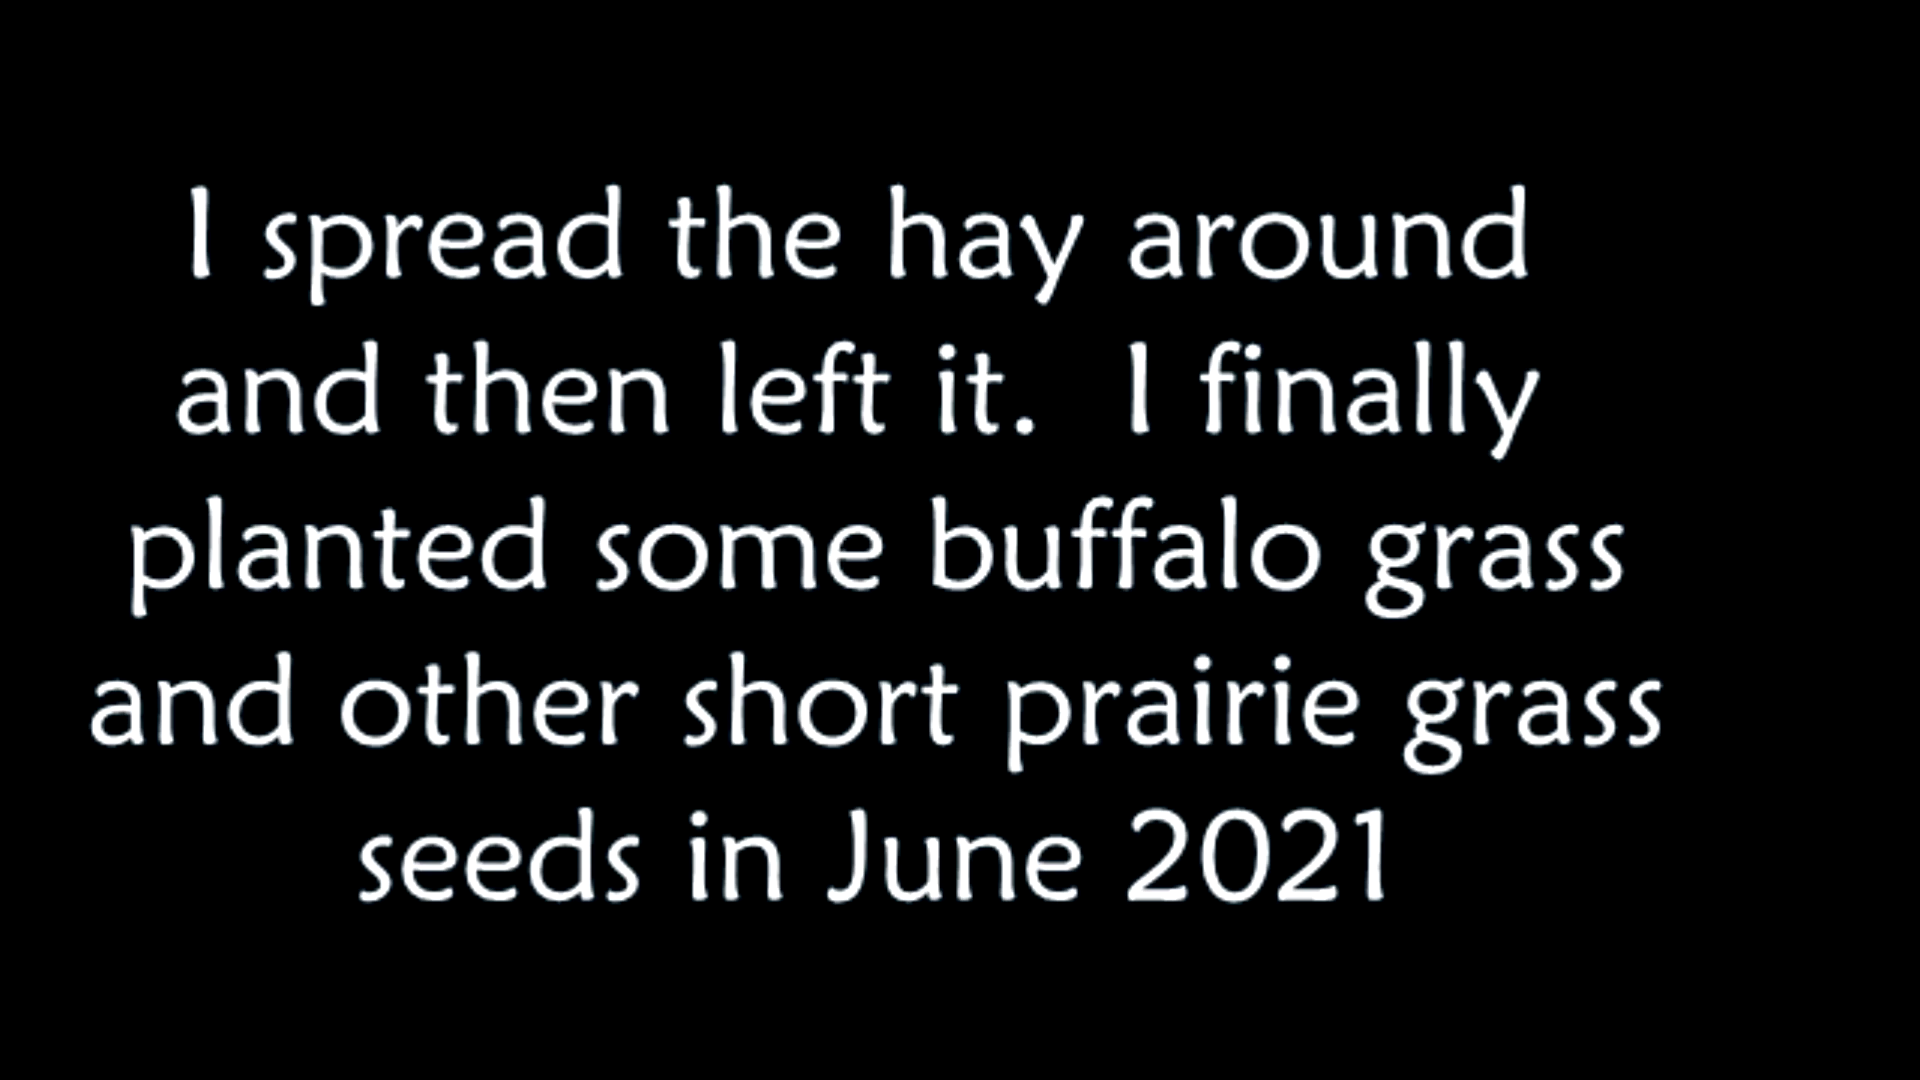 I spread the hay around
and then left it.  I finally
planted some buffalo grass
and other short prairie grass
seeds in June 2021